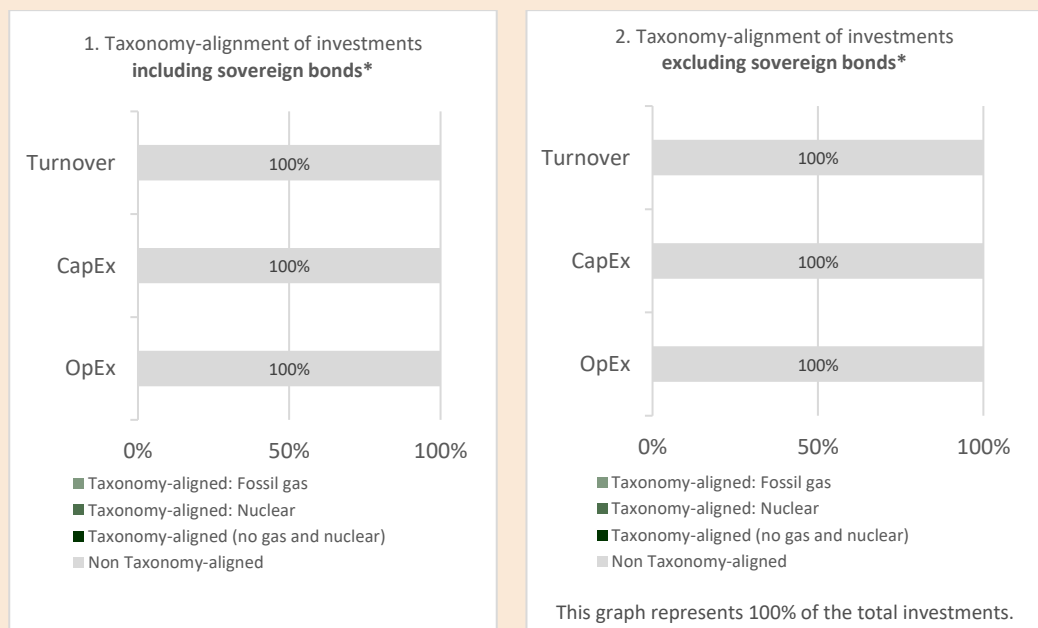 1. Taxonomy-alignment of investments
including sovereign bonds*
Turnover
100%
CapEx
100%
OpEx
100%
0%
50%
100%
Taxonomy-aligned: Fossil gas
Taxonomy-aligned: Nuclear
Taxonomy-aligned (no gas and nuclear)
Non Taxonomy-aligned
2. Taxonomy-alignment of investments
excluding sovereign bonds*
Turnover
100%
CapEx
100%
OpEx
100%
0%
50%
100%
Taxonomy-aligned: Fossil gas
Taxonomy-aligned: Nuclear
Taxonomy-aligned (no gas and nuclear)
Non Taxonomy-aligned
This graph represents 100% of the total investments.